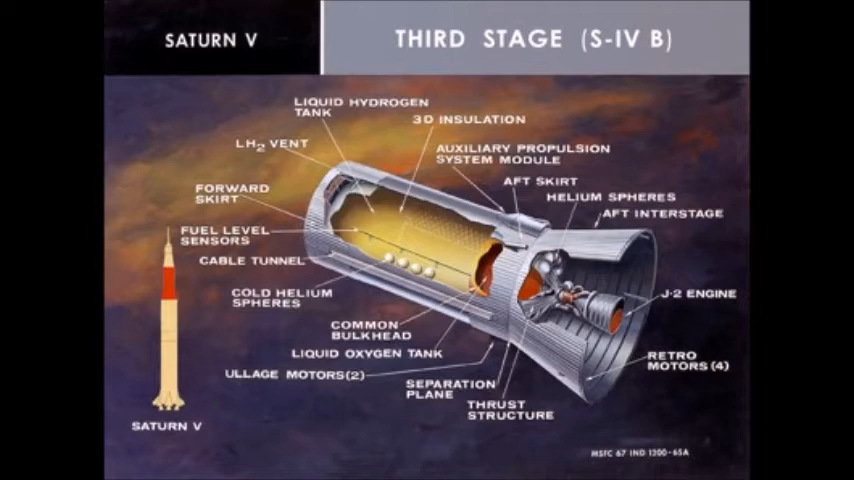 SATURN V
THIRD STAGE (S-IV B)
LIQUID HYDROGEN
TANK
3D INSULATION
LH2 VENT
AUXILIARY PROPULSION
SYSTEM MODULE
AFT SKIRT
FORWARD
SKIRT
HELIUM SPHERES
AFT INTERSTAGE
FUEL LEVEL
SENSORS
CABLE TUNNEL
COLD HELIUM
SPHERES
J-2 ENGINE
COMMON
BULKHEAD
LIQUID OXYGEN TANK
RETRO
MOTORS (4)
ULLAGE MOTORS(2)
SEPARATION
PLANE
THRUST
STRUCTURE
SATURN V
MSFC 67 IND 1200-65A